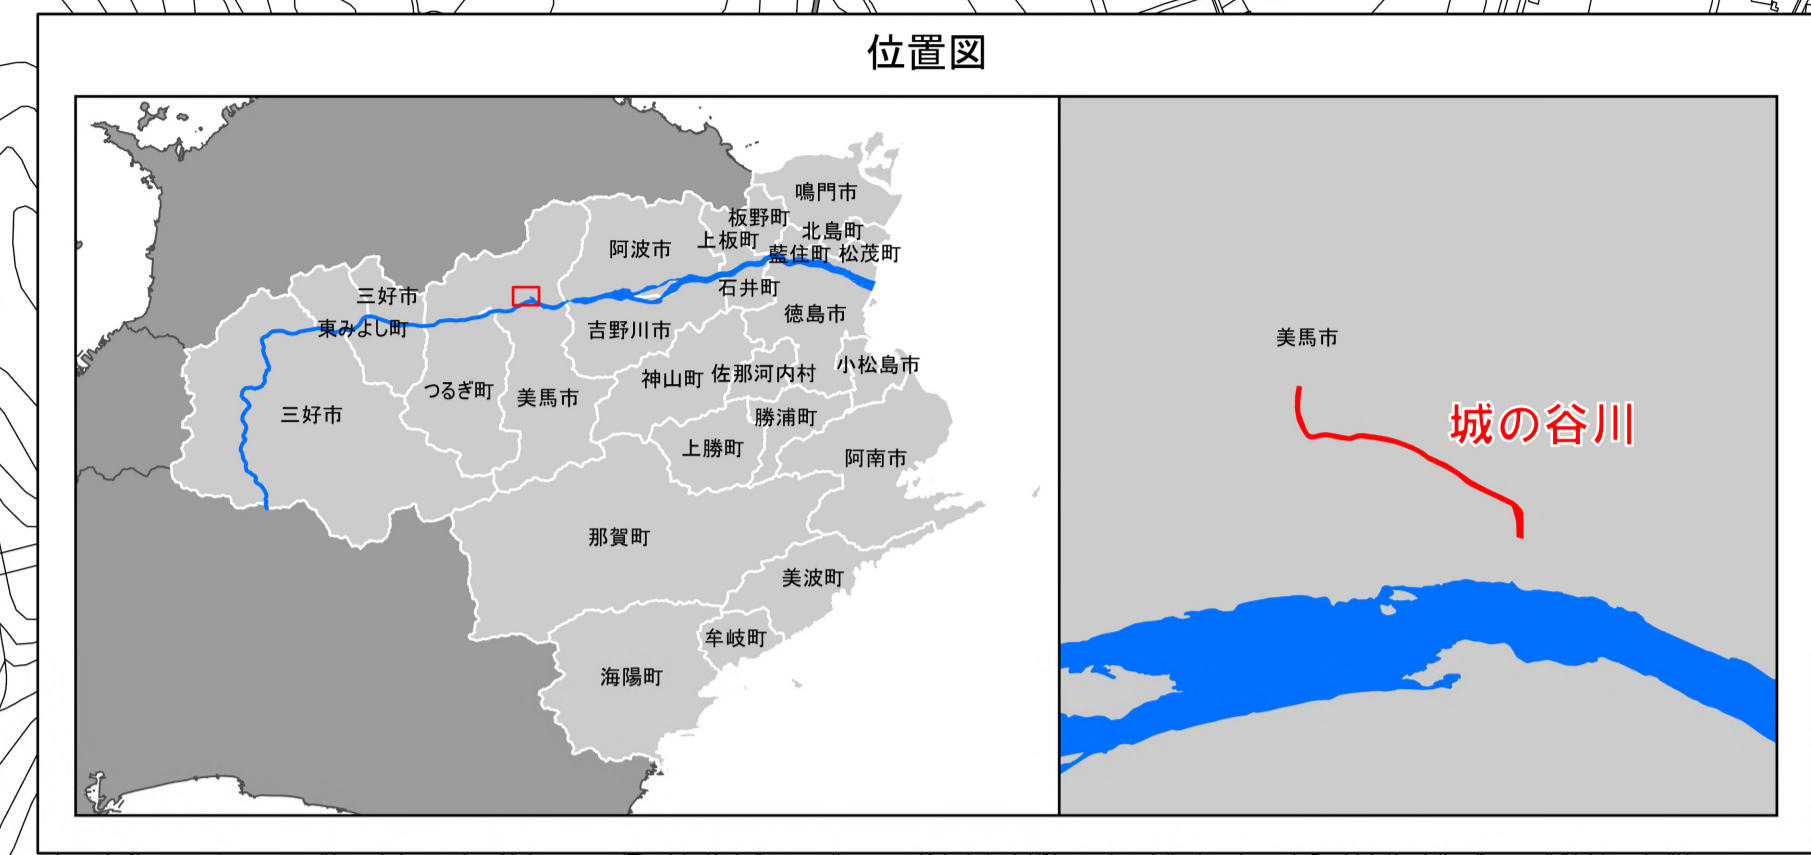 位置図
鳴門市
板野町
北島町
上板町
阿波市
藍住町
松茂町
石井町
三好市
徳島市
東みよし町
吉野川市
小松島市
佐那河内村
神山町
つるぎ町
美馬市
三好市
勝浦町
上勝町
阿南市
那賀町
美波町
牟岐町
海陽町
美馬市
城の谷川